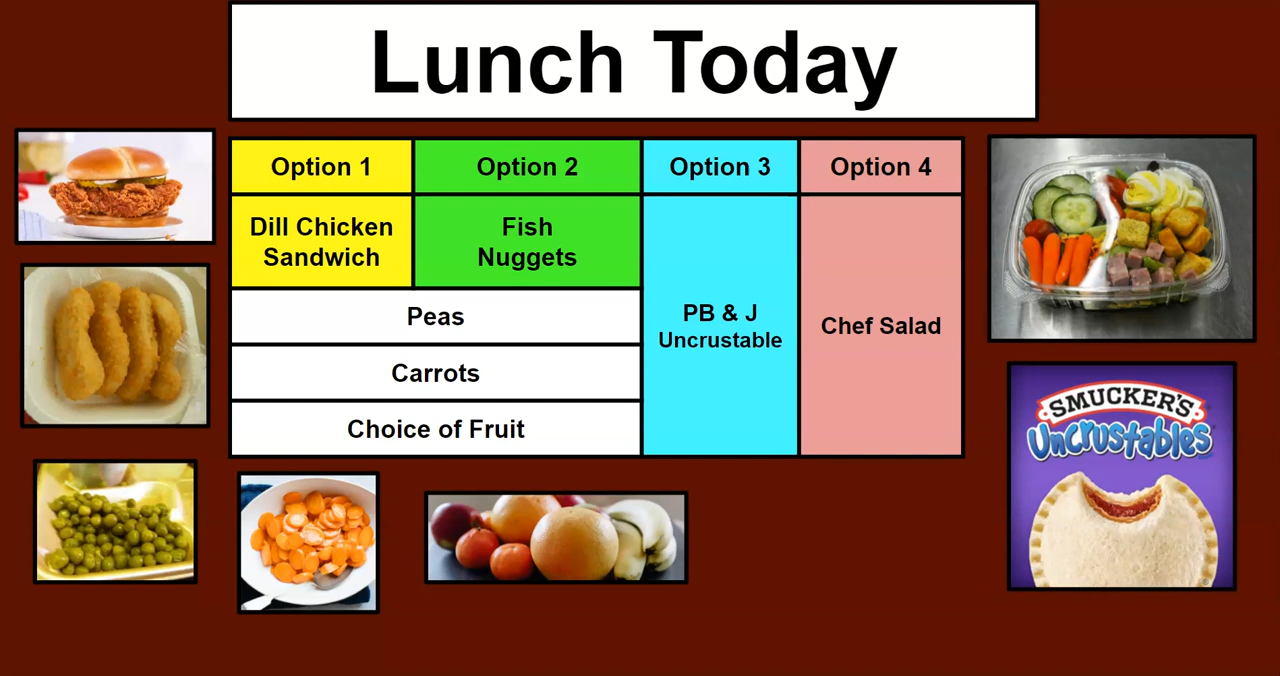 Lunch Today
Option 1
Option 2
Option 3
Option 4
Dill Chicken
Sandwich
Fish
Nuggets
Peas
Carrots
Choice of Fruit
PB & J
Uncrustable
Chef Salad
SMUCKER'S
UNCRUSTABLES